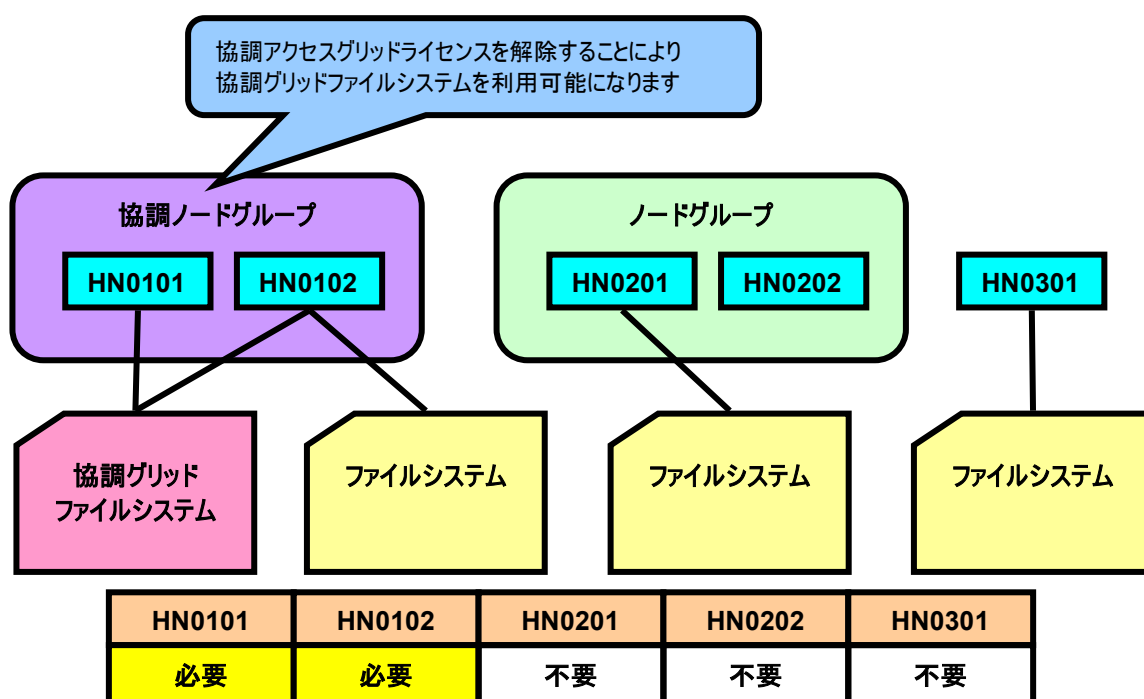 協調アクセスグリッドライセンスを解除することにより
協調グリッドファイルシステムを利用可能になります
協調ノードグループ
ノードグループ
HN0101
HN0102
HN0201
HN0202
HN0301
協調グリッド
ファイルシステム
ファイルシステム
ファイルシステム
ファイルシステム
HN0101 HN0102 HN0201 HN0202 HN0301
必要 必要 不要 不要 不要